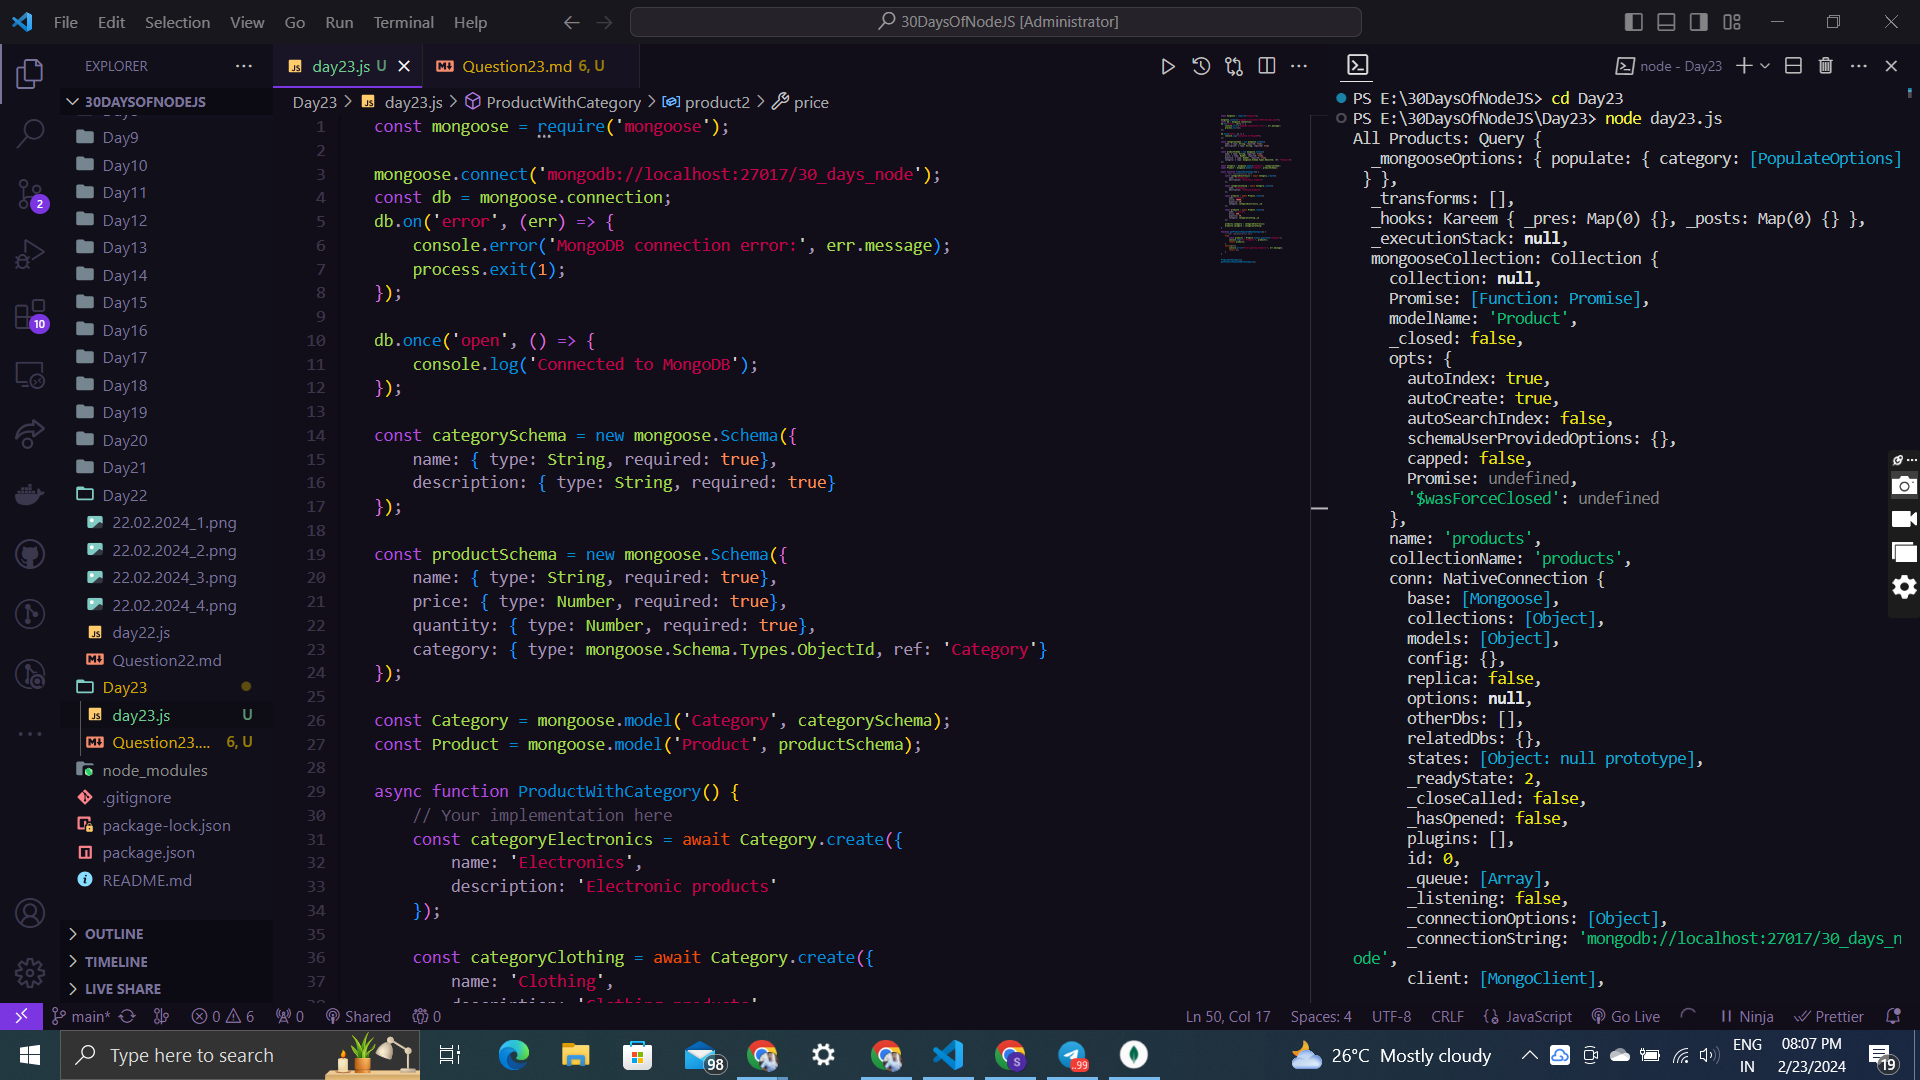 File Edit Selection View Go Run Terminal Help
30DaysOfNodeJS [Administrator]
EXPLORER
day23.js U
Question23.md 6, U
node - Day23
30DAYSOFNODEJS
Day9
Day10
Day11
Day12
Day13
Day14
Day15
Day16
Day17
Day18
Day19
Day20
Day21
Day22
22.02.2024_1.png
22.02.2024_2.png
22.02.2024_3.png
22.02.2024_4.png
day22.js
Question22.md
Day23
day23.js U
Question23.... 6, U
node_modules
.gitignore
package-lock.json
package.json
README.md
OUTLINE
TIMELINE
LIVE SHARE
2
10
Day23 > day23.js > ProductWithCategory > product2 > price
1 const mongoose = require('mongoose');
2
3 mongoose.connect('mongodb://localhost:27017/30_days_node');
4 const db = mongoose.connection;
5 db.on('error', (err) => {
6 console.error('MongoDB connection error:', err.message);
7 process.exit(1);
8 });
9
10 db.once('open', () => {
11 console.log('Connected to MongoDB');
12 });
13
14 const categorySchema = new mongoose.Schema({
15 name: { type: String, required: true},
16 description: { type: String, required: true}
17 });
18
19 const productSchema = new mongoose.Schema({
20 name: { type: String, required: true},
21 price: { type: Number, required: true},
22 quantity: { type: Number, required: true},
23 category: { type: mongoose.Schema.Types.ObjectId, ref: 'Category'}
24 });
25
26 const Category = mongoose.model('Category', categorySchema);
27 const Product = mongoose.model('Product', productSchema);
28
29 async function ProductWithCategory() {
30 // Your implementation here
31 const categoryElectronics = await Category.create({
32 name: 'Electronics',
33 description: 'Electronic products'
34 });
35
36 const categoryClothing = await Category.create({
37 name: 'Clothing',
38 description: 'Clothing products'
PS E:\30DaysOfNodeJS> cd Day23
PS E:\30DaysOfNodeJS\Day23> node day23.js
All Products: Query {
_mongooseOptions: { populate: { category: [PopulateOptions]
} },
_transforms: [],
_hooks: Kareem { _pres: Map(0) {}, _posts: Map(0) {} },
_executionStack: null,
mongooseCollection: Collection {
collection: null,
Promise: [Function: Promise],
modelName: 'Product',
_closed: false,
opts: {
autoIndex: true,
autoCreate: true,
autoSearchIndex: false,
schemaUserProvidedOptions: {},
capped: false,
Promise: undefined,
'$wasForceClosed': undefined
},
name: 'products',
collectionName: 'products',
conn: NativeConnection {
base: [Mongoose],
collections: [Object],
models: [Object],
config: {},
replica: false,
options: null,
otherDbs: [],
relatedDbs: {},
states: [Object: null prototype],
_readyState: 2,
_closeCalled: false,
_hasOpened: false,
plugins: [],
id: 0,
_queue: [Array],
_listening: false,
_connectionOptions: [Object],
_connectionString: 'mongodb://localhost:27017/30_days_n
ode',
client: [MongoClient],
main* 0 6 0 Shared 0 Ln 50, Col 17 Spaces: 4 UTF-8 CRLF JavaScript Go Live Ninja Prettier
Type here to search
98
S
..99
26°C Mostly cloudy
ENG
IN
08:07 PM
2/23/2024
19